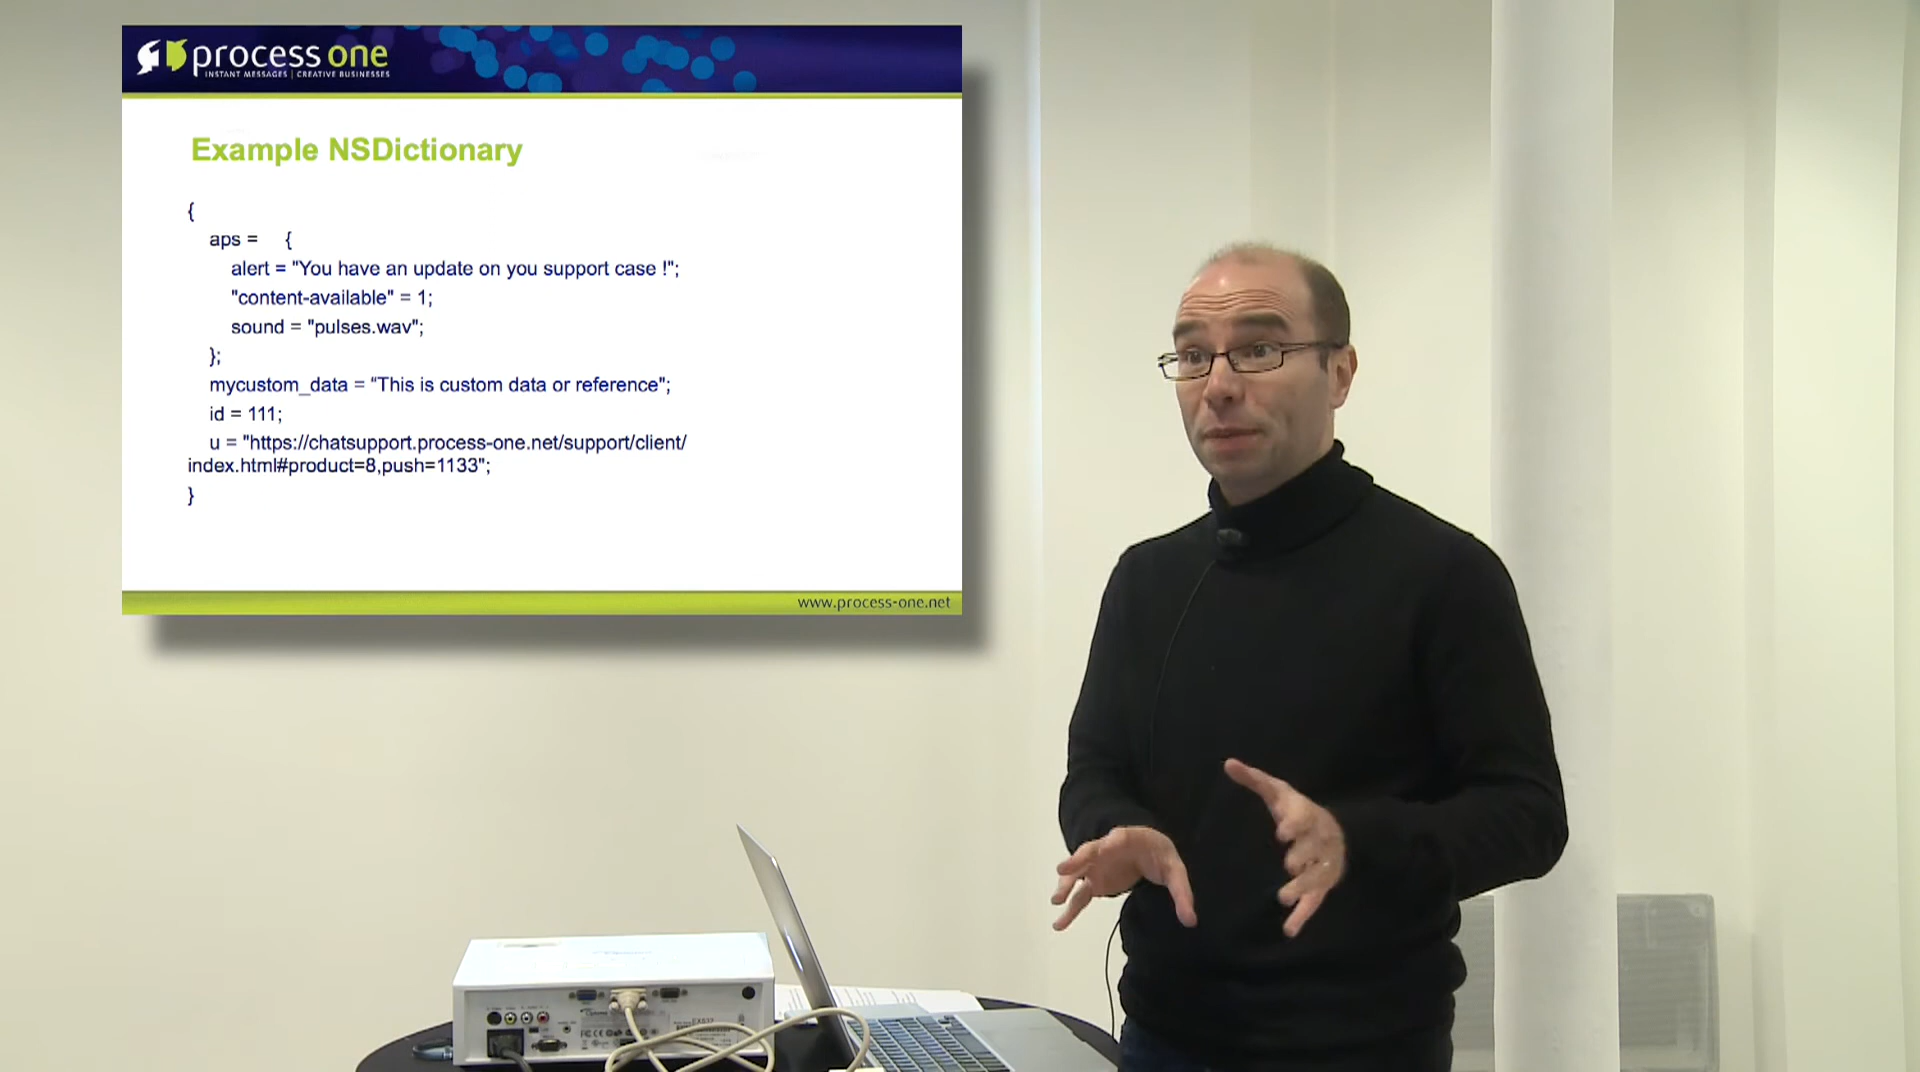 process one
INSTANT MESSAGES | CREATIVE BUSINESSES
Example NSDictionary
{
aps = {
alert = "You have an update on you support case !";
"content-available" = 1;
sound = "pulses.wav";
};
mycustom_data = “This is custom data or reference";
id = 111;
u = "https://chatsupport.process-one.net/support/client/
index.html#product=8,push=1133";
}
www.process-one.net